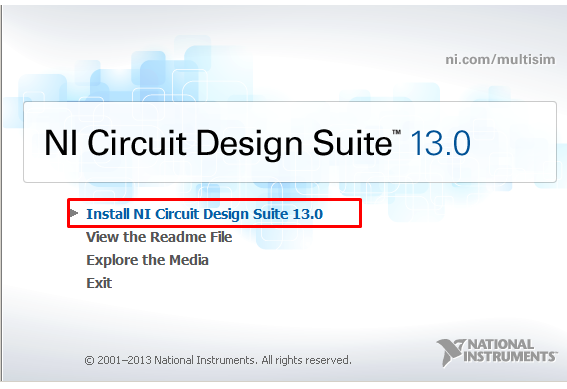 ni.com/multisim
NI Circuit Design Suite™ 13.0
Install NI Circuit Design Suite 13.0
View the Readme File
Explore the Media
Exit
© 2001–2013 National Instruments. All rights reserved.
NATIONAL
INSTRUMENTS™